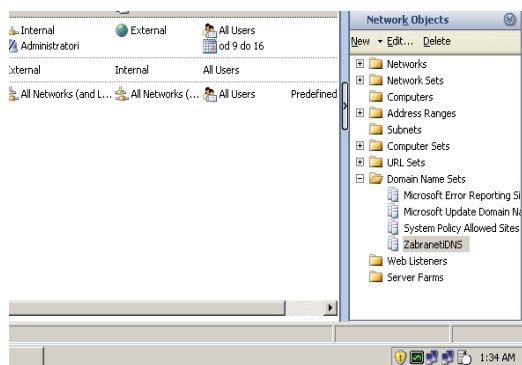 Internal External All Users
Administratori od 9 do 16
External Internal All Users
All Networks (and L... All Networks (... All Users Predefined
Network Objects
New Edit... Delete
Networks
Network Sets
Computers
Address Ranges
Subnets
Computer Sets
URL Sets
Domain Name Sets
Microsoft Error Reporting Si
Microsoft Update Domain Na
System Policy Allowed Sites
ZabranetiDNS
Web Listeners
Server Farms
1:34 AM